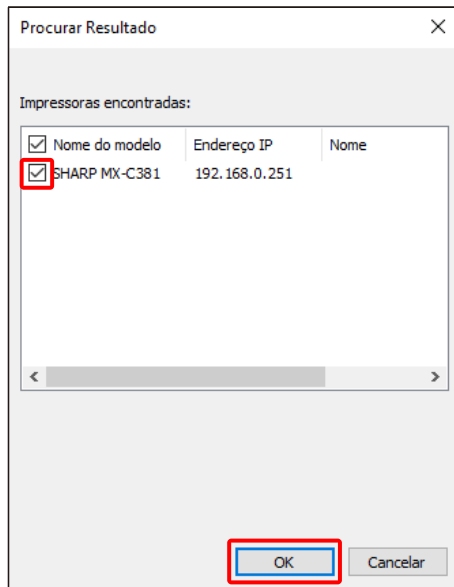 Procurar Resultado
Impressoras encontradas:
Nome do modelo Endereço IP Nome
SHARP MX-C381 192.168.0.251
OK Cancelar